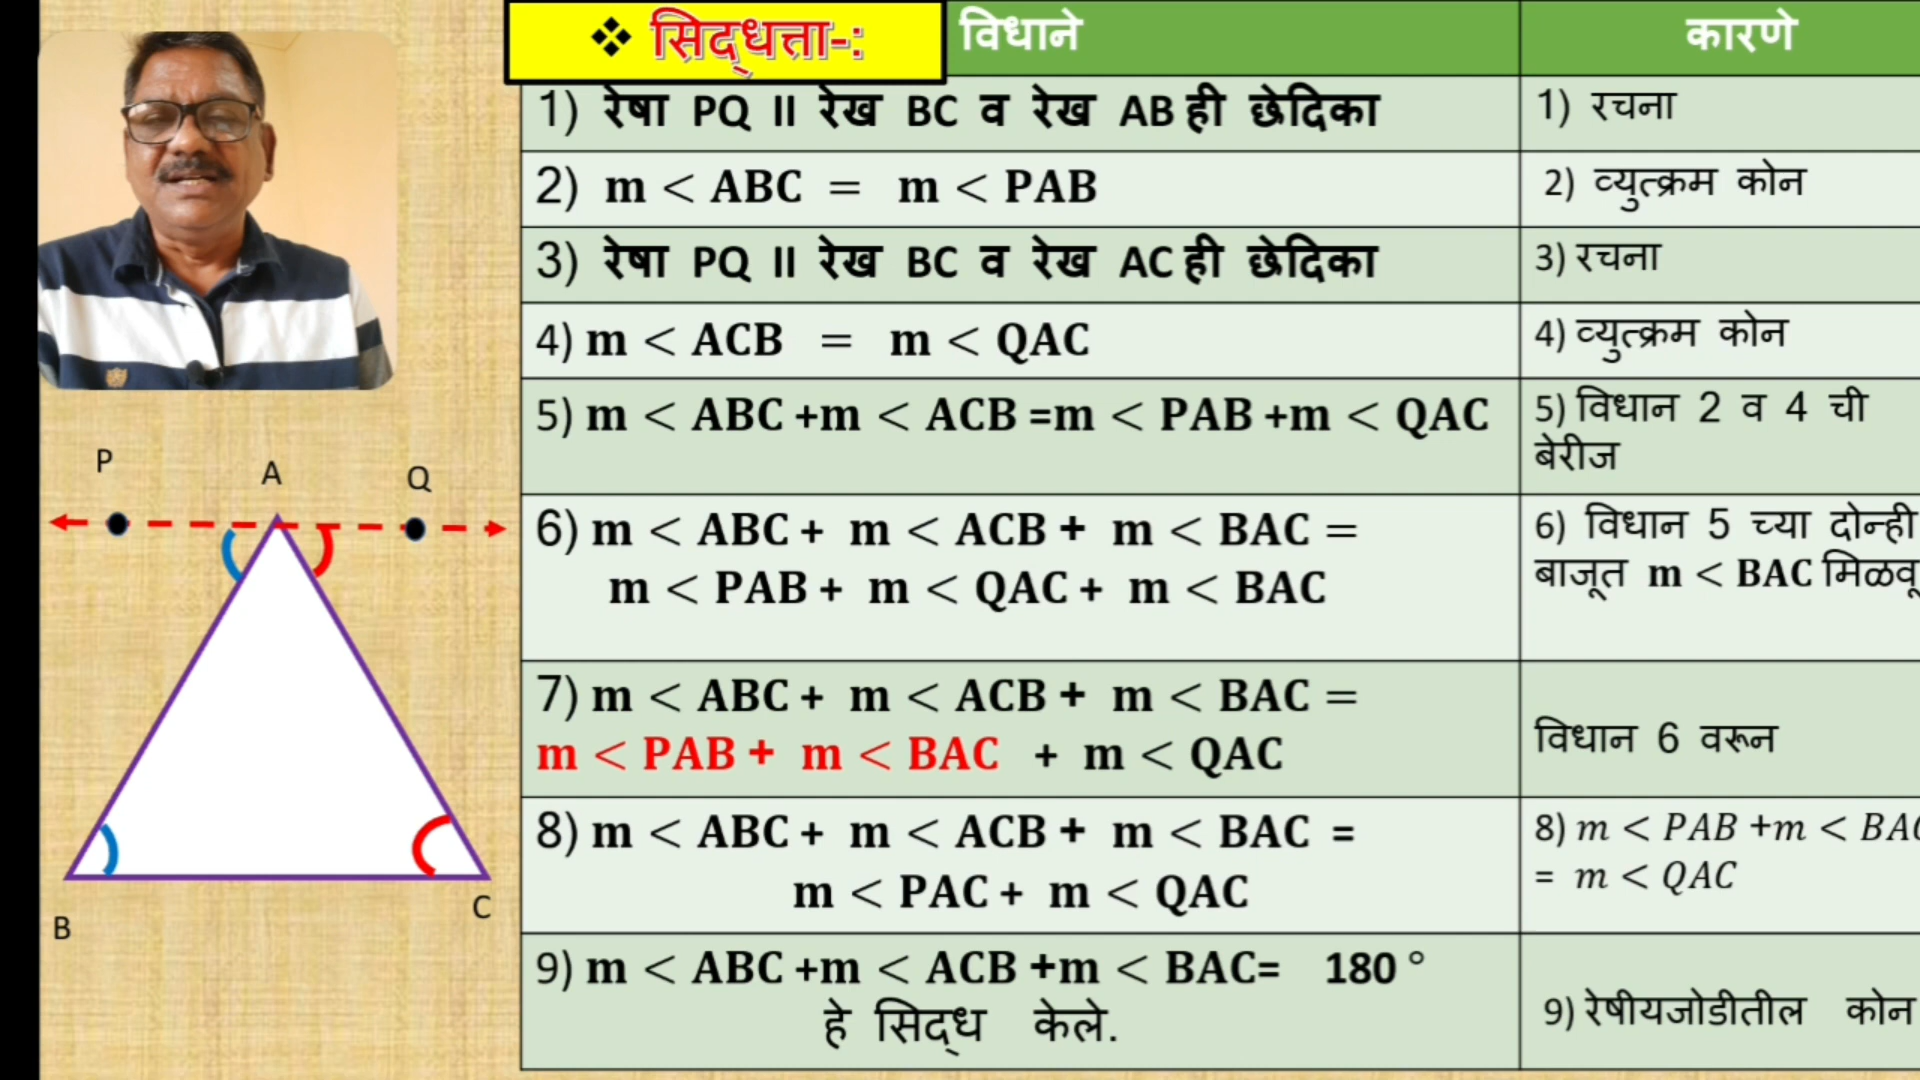 ❖ सिद्धत्ता-:
विधाने
कारणे
1) रेषा PQ II रेख BC व रेख AB ही छेदिका
1) रचना
2) m < ABC = m < PAB
2) व्युत्क्रम कोन
3) रेषा PQ II रेख BC व रेख AC ही छेदिका
3) रचना
4) m < ACB = m < QAC
4) व्युत्क्रम कोन
5) m < ABC +m < ACB =m < PAB +m < QAC
5) विधान 2 व 4 ची
बेरीज
6) m < ABC + m < ACB + m < BAC =
m < PAB + m < QAC + m < BAC
6) विधान 5 च्या दोन्ही
बाजूत m < BAC
7) m < ABC + m < ACB + m < BAC =
m < PAB + m < BAC + m < QAC
विधान 6 वरून
8) m < ABC + m < ACB + m < BAC =
m < PAC + m < QAC
8) m < PAB +m < BAC
= m < QAC
9) m < ABC +m < ACB +m < BAC= 180 °
हे सिद्ध केले.
9) रेषीयजोडीतील कोन
P
A
Q
B
C